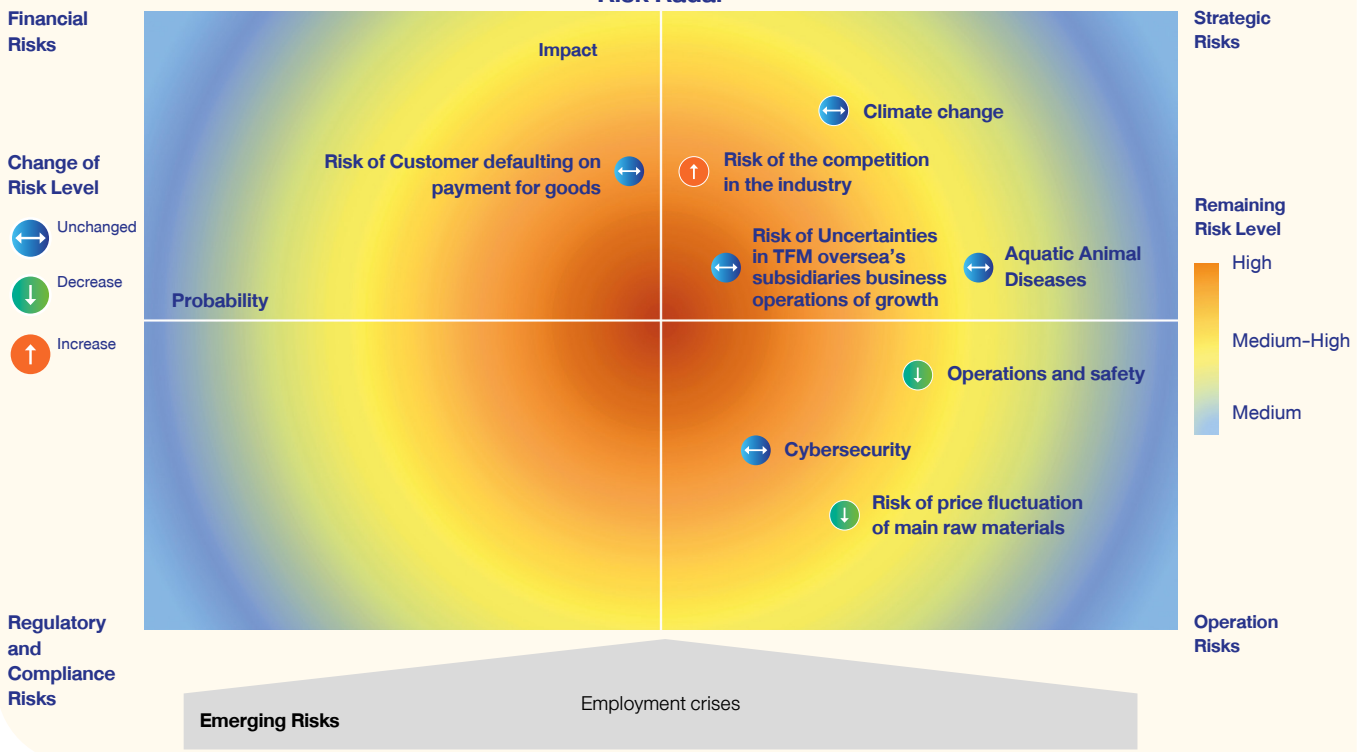 Risk Radar
Financial
Risks
Strategic
Risks
Impact
Climate change
Change of
Risk Level
Risk of Customer defaulting on
payment for goods
Risk of the competition
in the industry
Unchanged
Decrease
Increase
Risk of Uncertainties
in TFM oversea's
subsidiaries business
operations of growth
Aquatic Animal
Diseases
Remaining
Risk Level
High
Medium-High
Medium
Probability
Operations and safety
Cybersecurity
Risk of price fluctuation
of main raw materials
Regulatory
and
Compliance
Risks
Operation
Risks
Employment crises
Emerging Risks